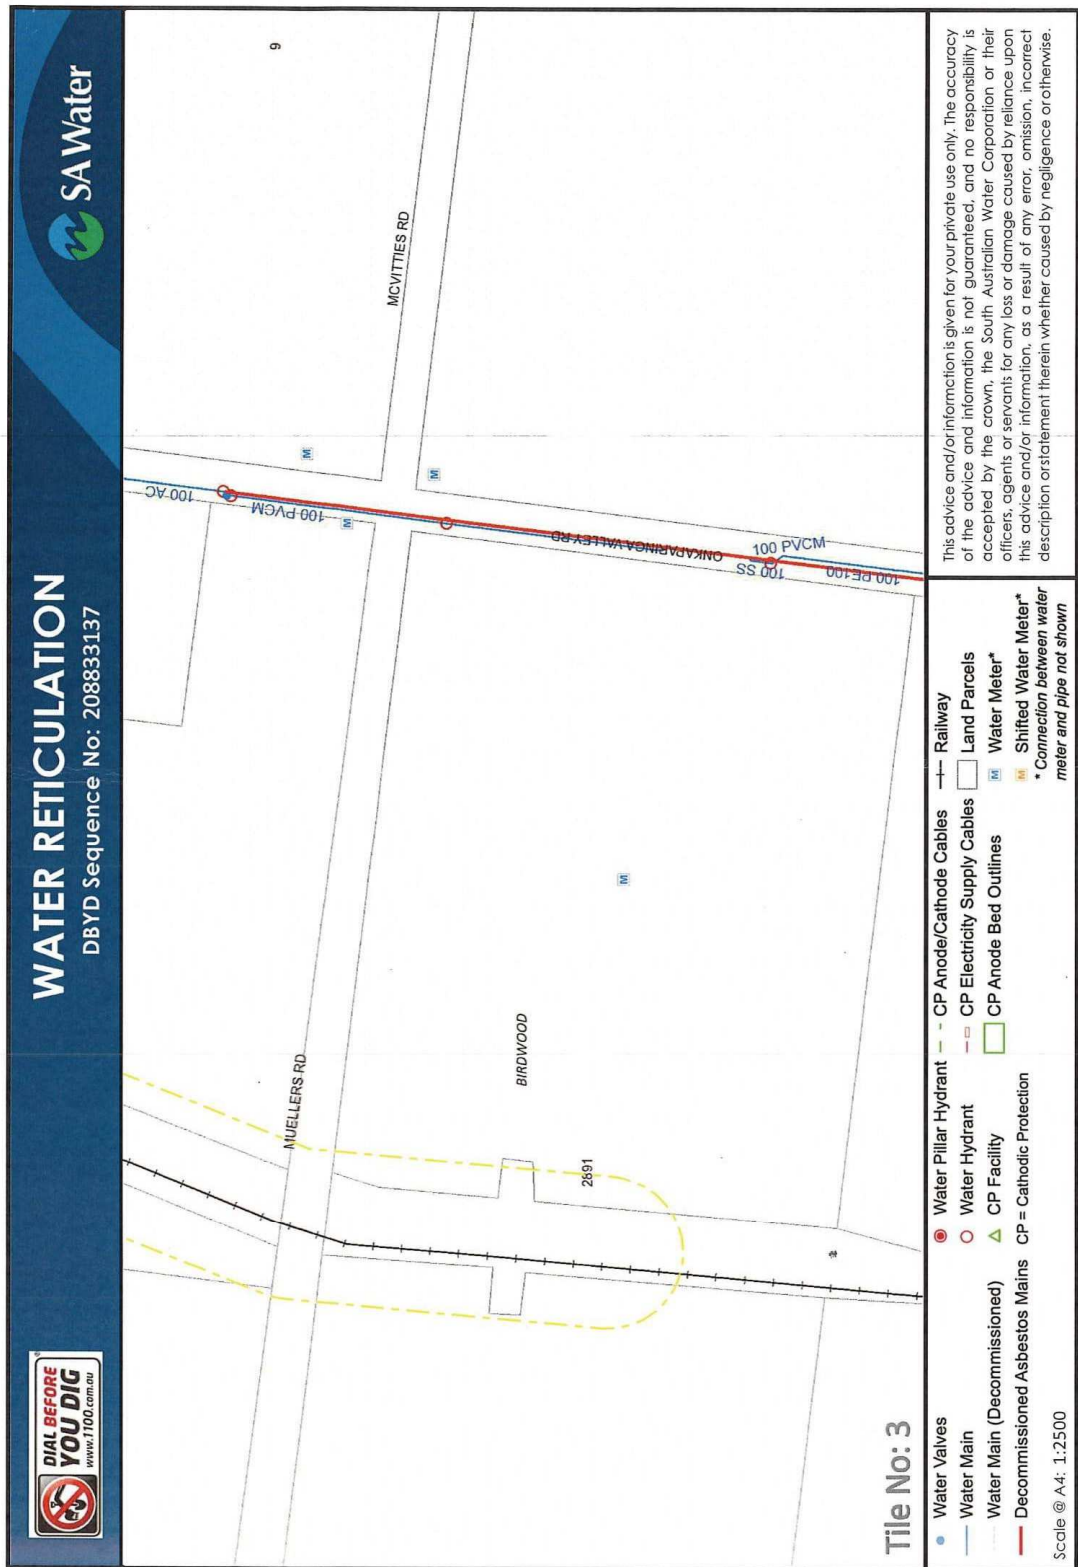 DIAL BEFORE
YOU DIG
www.1100.com.au
WATER RETICULATION
DBYD Sequence No: 208833137
SA Water
9
MCVITTIES RD
M
M
M
100 AC
100 PVCM
ONKAPARINGA VALLEY RD
100 PVCM
100 SS
100 PE100
M
MUELLERS RD
BIRDWOOD
2891
Tile No: 3
Water Valves
Water Main
Water Main (Decommissioned)
Decommissioned Asbestos Mains
Water Pillar Hydrant
Water Hydrant
CP Facility
CP = Cathodic Protection
CP Anode/Cathode Cables
CP Electricity Supply Cables
CP Anode Bed Outlines
Railway
Land Parcels
M Water Meter*
M Shifted Water Meter*
* Connection between water
meter and pipe not shown
Scale @ A4: 1:2500
This advice and/or information is given for your private use only. The accuracy
of the advice and information is not guaranteed, and no responsibility is
accepted by the crown, the South Australian Water Corporation or their
officers, agents or servants for any loss or damage caused by reliance upon
this advice and/or information, as a result of any error, omission, incorrect
description or statement therein whether caused by negligence or otherwise.